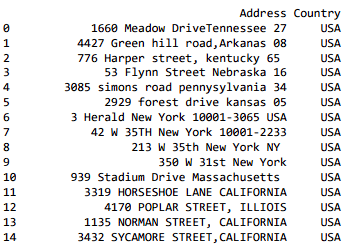 Address Country
0 1660 Meadow DriveTennessee 27 USA
1 4427 Green hill road,Arkanas 08 USA
2 776 Harper street, kentucky 65 USA
3 53 Flynn Street Nebraska 16 USA
4 3085 simons road pennysylvania 34 USA
5 2929 forest drive kansas 05 USA
6 3 Herald New York 10001-3065 USA USA
7 42 W 35TH New York 10001-2233 USA
8 213 W 35th New York NY USA
9 350 W 31st New York USA
10 939 Stadium Drive Massachusetts USA
11 3319 HORSESHOE LANE CALIFORNIA USA
12 4170 POPLAR STREET, ILLIOIS USA
13 1135 NORMAN STREET, CALIFORNIA USA
14 3432 SYCAMORE STREET,CALIFORNIA USA